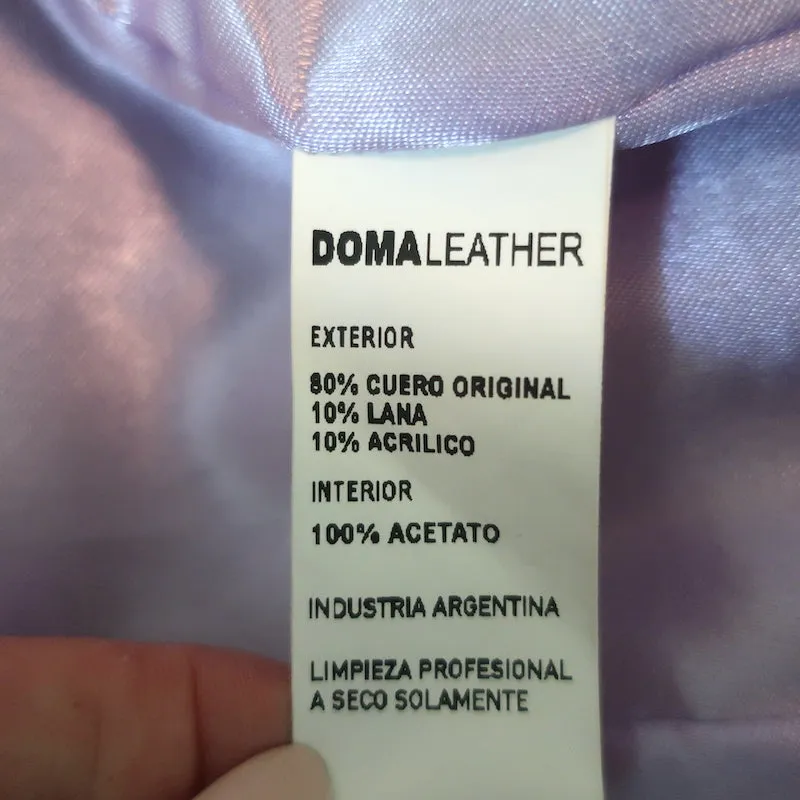 DOMALEATHER
EXTERIOR
80% CUERO ORIGINAL
10% LANA
10% ACRILICO
INTERIOR
100% ACETATO
INDUSTRIA ARGENTINA
LIMPIEZA PROFESIONAL
A SECO SOLAMENTE